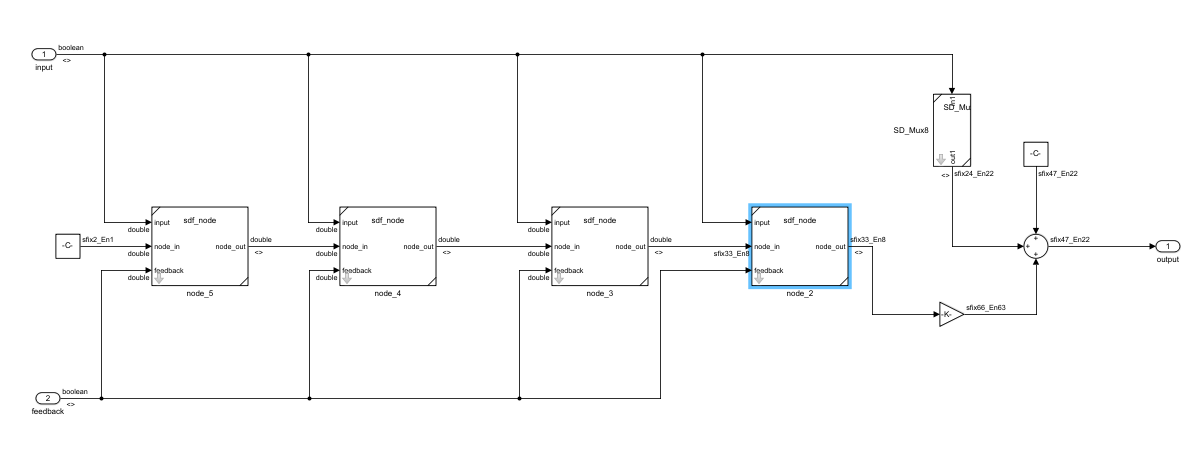 boolean
1
<>
input
In1
SD_Mu
SD_Mux8
out1
<>
sfix24_En22
-C-
sfix47_En22
sdf_node
input
double
-C-
sfix2_En1
node_in
node_out
double
<>
double
feedback
double
node_5
sdf_node
input
double
node_in
node_out
double
double
feedback
double
node_4
sdf_node
input
double
node_in
node_out
double
<>
double
feedback
double
node_3
sdf_node
input
node_in
node_out
sfix33_En8
sfix33_En8
<>
feedback
node_2
+
+
+
sfix47_En22
1
output
-K-
sfix66_En63
boolean
2
<>
feedback